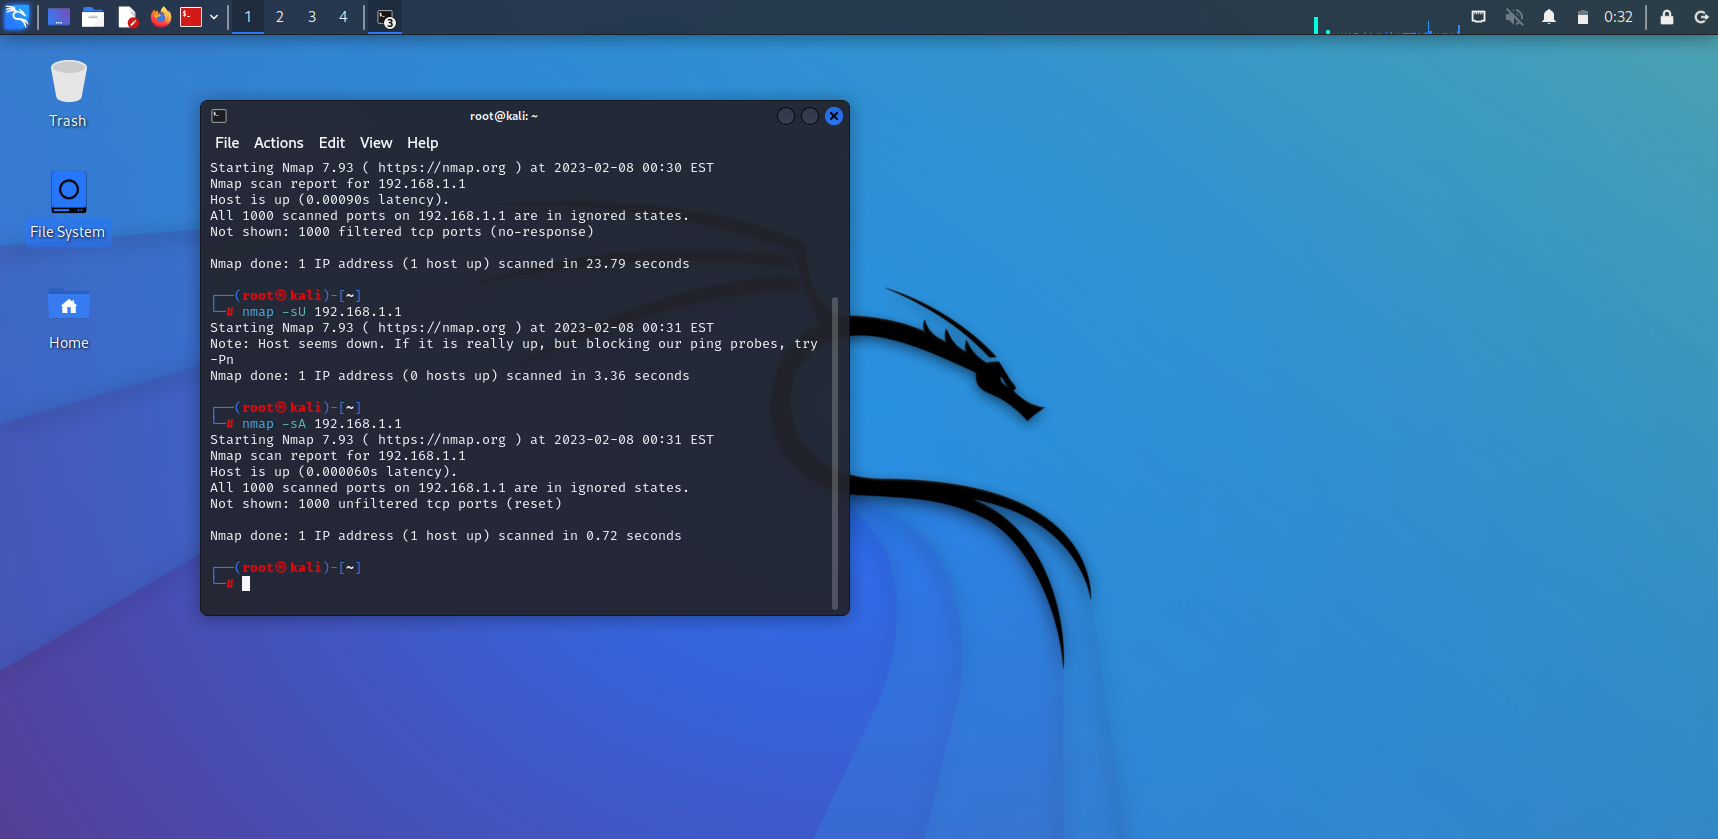 1 2 3 4 3 0:32
Trash
File System
Home
root@kali: ~
File Actions Edit View Help
Starting Nmap 7.93 ( https://nmap.org ) at 2023-02-08 00:30 EST
Nmap scan report for 192.168.1.1
Host is up (0.00090s latency).
All 1000 scanned ports on 192.168.1.1 are in ignored states.
Not shown: 1000 filtered tcp ports (no-response)
Nmap done: 1 IP address (1 host up) scanned in 23.79 seconds
┌──(root㉿kali)-[~]
└─# nmap -sU 192.168.1.1
Starting Nmap 7.93 ( https://nmap.org ) at 2023-02-08 00:31 EST
Note: Host seems down. If it is really up, but blocking our ping probes, try
-Pn
Nmap done: 1 IP address (0 hosts up) scanned in 3.36 seconds
┌──(root㉿kali)-[~]
└─# nmap -sA 192.168.1.1
Starting Nmap 7.93 ( https://nmap.org ) at 2023-02-08 00:31 EST
Nmap scan report for 192.168.1.1
Host is up (0.000060s latency).
All 1000 scanned ports on 192.168.1.1 are in ignored states.
Not shown: 1000 unfiltered tcp ports (reset)
Nmap done: 1 IP address (1 host up) scanned in 0.72 seconds
┌──(root㉿kali)-[~]
└─#